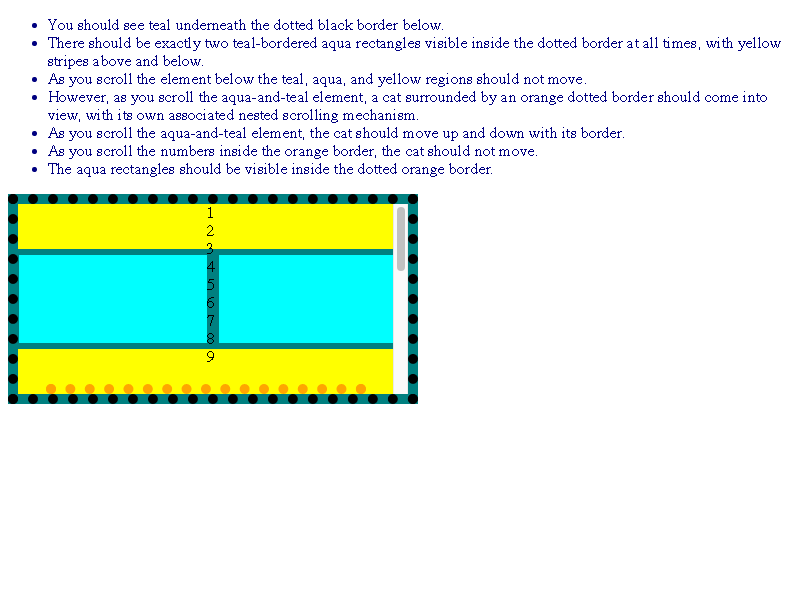 You should see teal underneath the dotted black border below.
There should be exactly two teal-bordered aqua rectangles visible inside the dotted border at all times, with yellow
stripes above and below.
As you scroll the element below the teal, aqua, and yellow regions should not move.
However, as you scroll the aqua-and-teal element, a cat surrounded by an orange dotted border should come into
view, with its own associated nested scrolling mechanism.
As you scroll the aqua-and-teal element, the cat should move up and down with its border.
As you scroll the numbers inside the orange border, the cat should not move.
The aqua rectangles should be visible inside the dotted orange border.
1
2
3
4
5
6
7
8
9